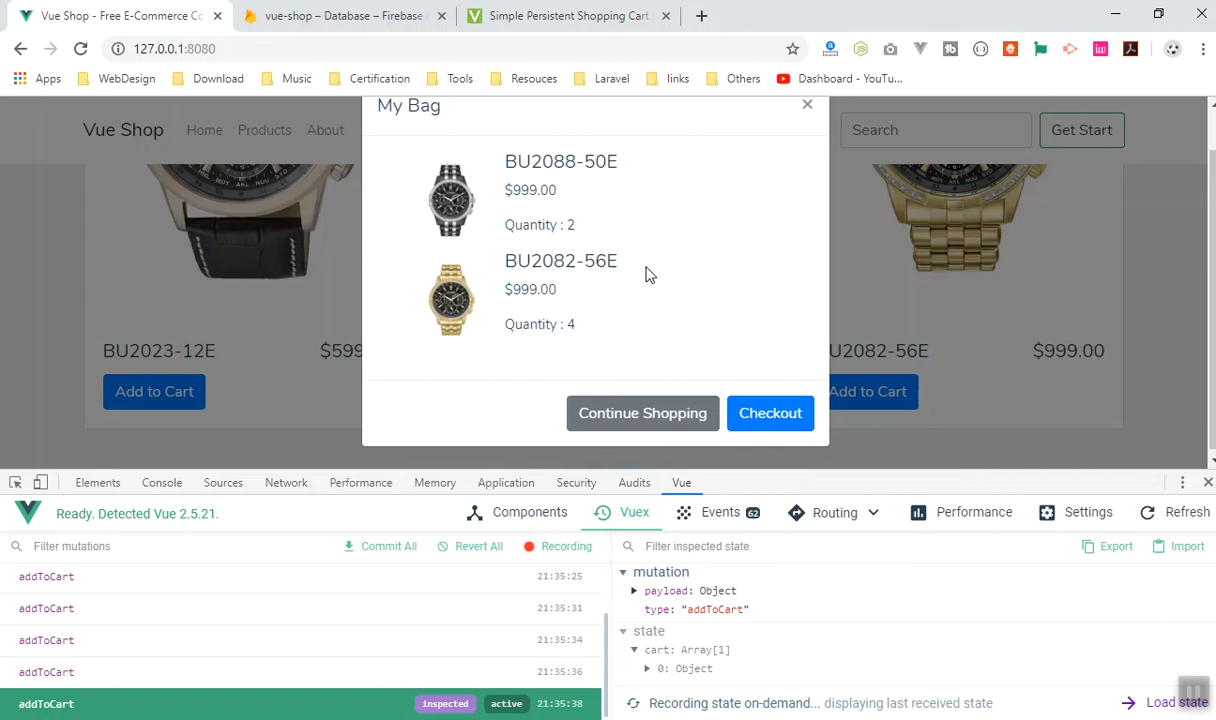 Vue Shop - Free E-Commerce Co
vue-shop – Database – Firebase
Simple Persistent Shopping Cart
127.0.0.1:8080
Apps
WebDesign
Download
Music
Certification
Tools
Resouces
Laravel
links
Others
Dashboard - YouTu...
Vue Shop
Home
Products
About
Search
Get Start
My Bag
BU2088-50E
$999.00
Quantity : 2
BU2082-56E
$999.00
Quantity : 4
Continue Shopping
Checkout
BU2023-12E
$599
Add to Cart
U2082-56E
$999.00
Add to Cart
Elements
Console
Sources
Network
Performance
Memory
Application
Security
Audits
Vue
Ready. Detected Vue 2.5.21.
Components
Vuex
Events 62
Routing
Performance
Settings
Refresh
Filter mutations
Commit All
Revert All
Recording
Filter inspected state
Export
Import
addToCart 21:35:25
addToCart 21:35:31
addToCart 21:35:34
addToCart 21:35:36
addToCart inspected active 21:35:38
mutation
payload: Object
type: "addToCart"
state
cart: Array[1]
0: Object
Recording state on-demand... displaying last received state
Load state